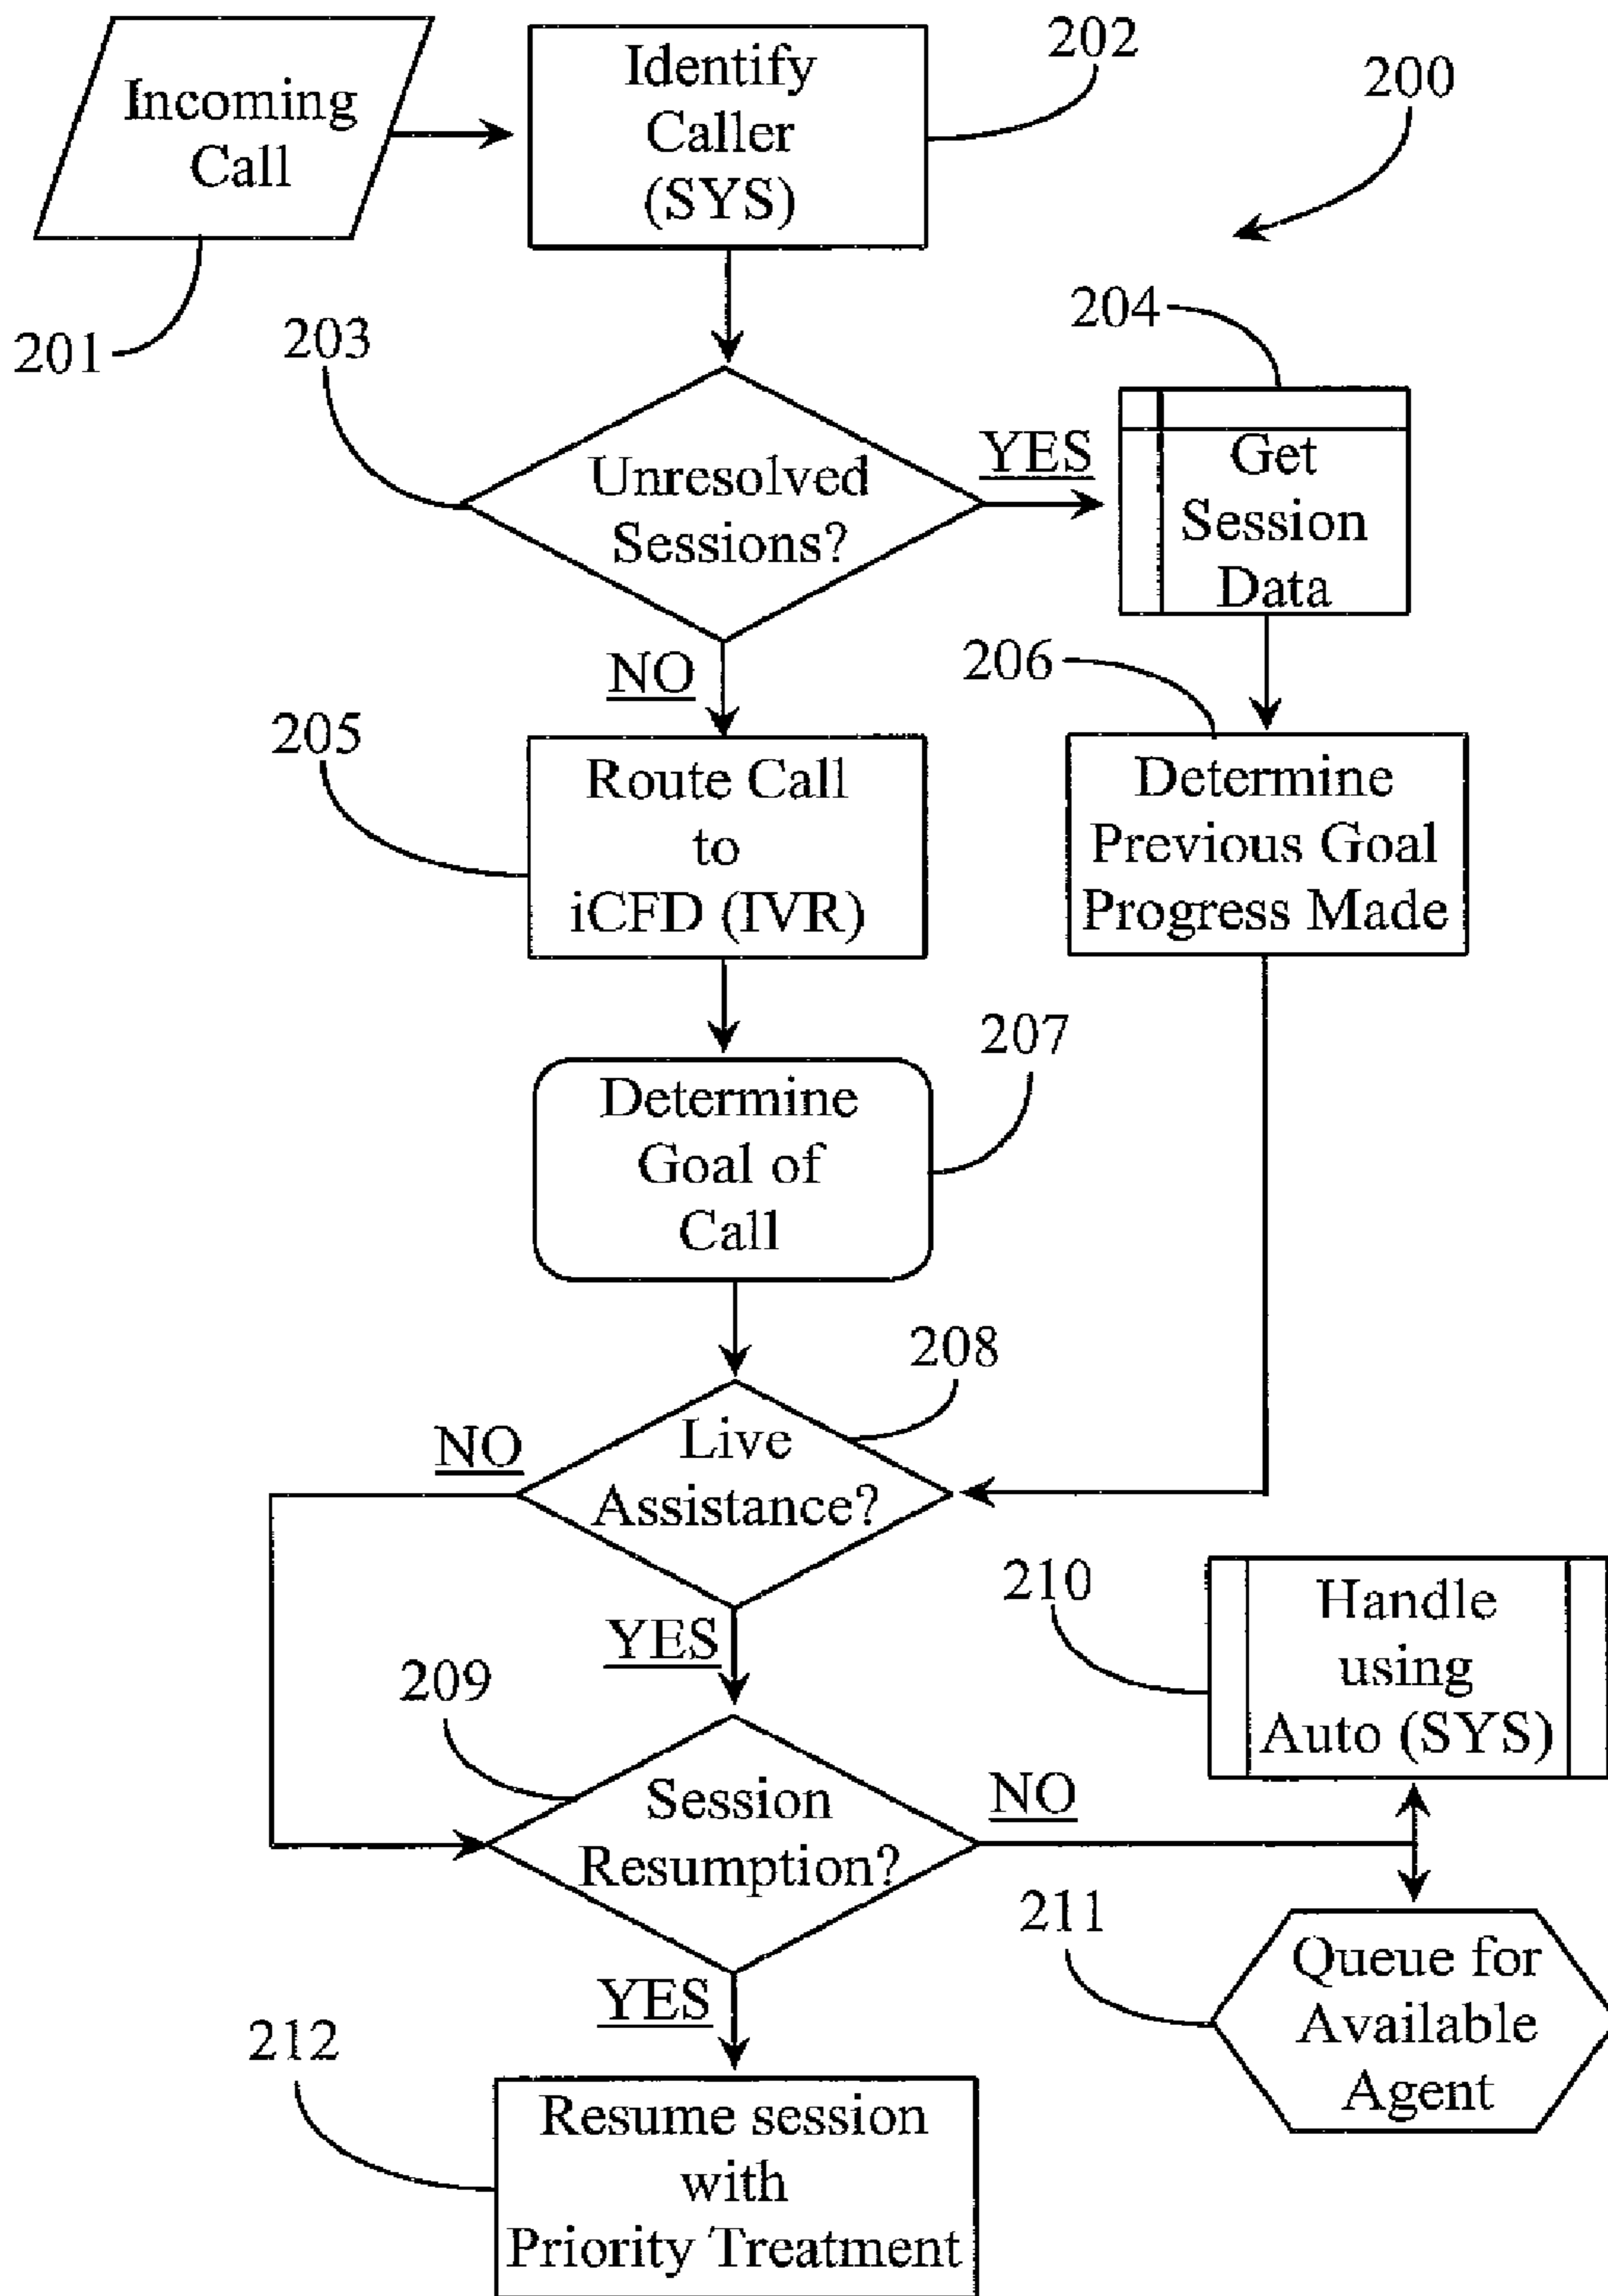 Incoming
Call
Identify
Caller
(SYS)
202
200
201
203
204
Unresolved
Sessions?
YES
Get
Session
Data
NO
206
205
Route Call
to
iCFD (IVR)
Determine
Previous Goal
Progress Made
207
Determine
Goal of
Call
208
NO
Live
Assistance?
YES
210
Handle
using
Auto (SYS)
209
Session
Resumption?
NO
211
Queue for
Available
Agent
YES
212
Resume session
with
Priority Treatment